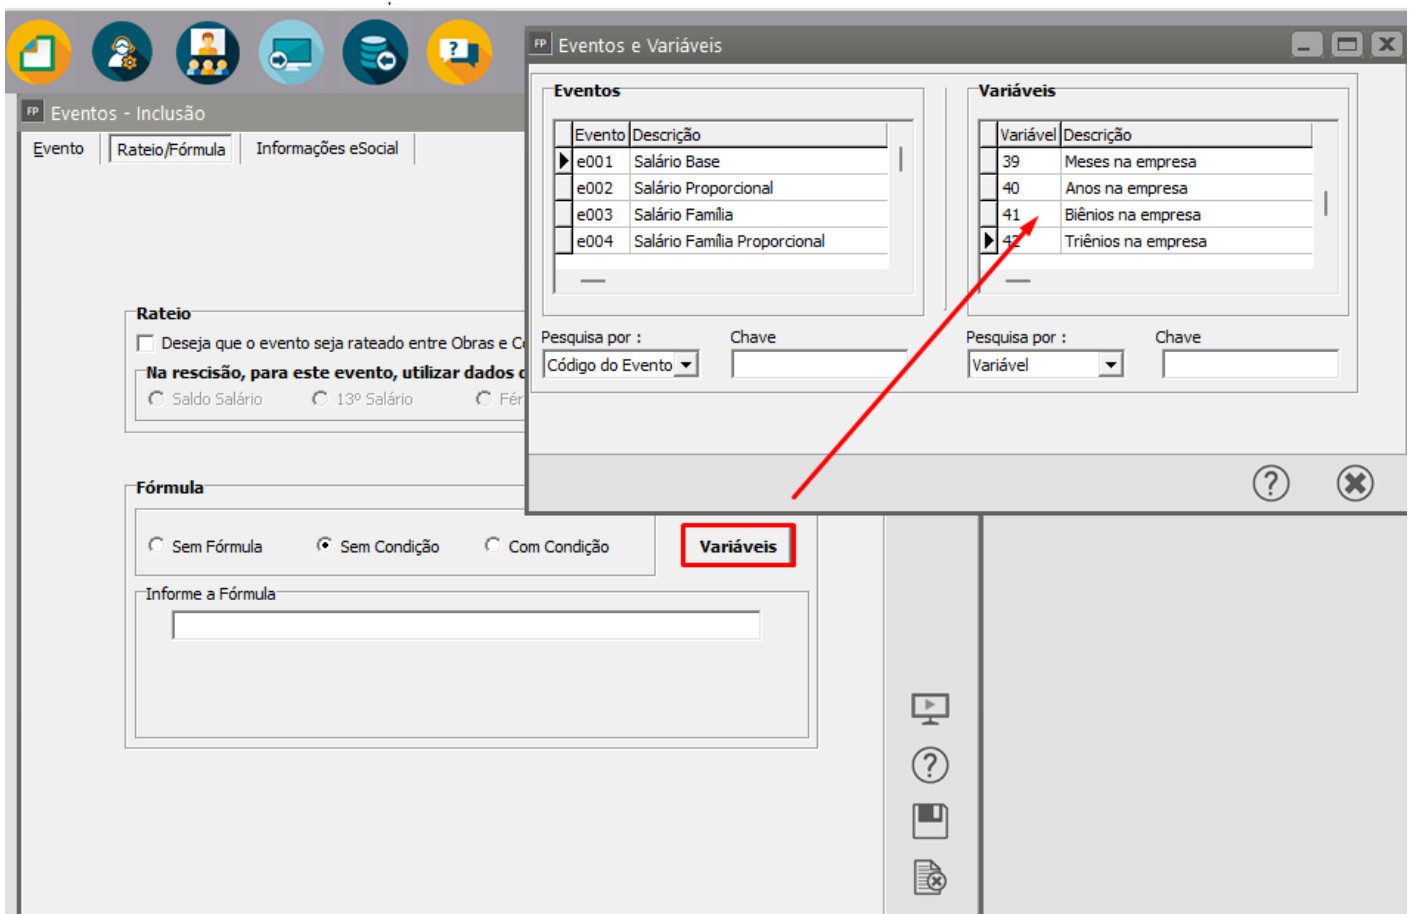 FP Eventos e Variáveis
Eventos
Evento Descrição
e001 Salário Base
e002 Salário Proporcional
e003 Salário Família
e004 Salário Família Proporcional
Variáveis
Variável Descrição
39 Meses na empresa
40 Anos na empresa
41 Biênios na empresa
42 Triênios na empresa
Pesquisa por : Chave
Código do Evento
Pesquisa por : Chave
Variável
?
FP Eventos - Inclusão
Evento Rateio/Fórmula Informações eSocial
Rateio
Deseja que o evento seja rateado entre Obras e
Na rescisão, para este evento, utilizar dados
Saldo Salário 13º Salário
Fórmula
Sem Fórmula Sem Condição Com Condição Variáveis
Informe a Fórmula
?